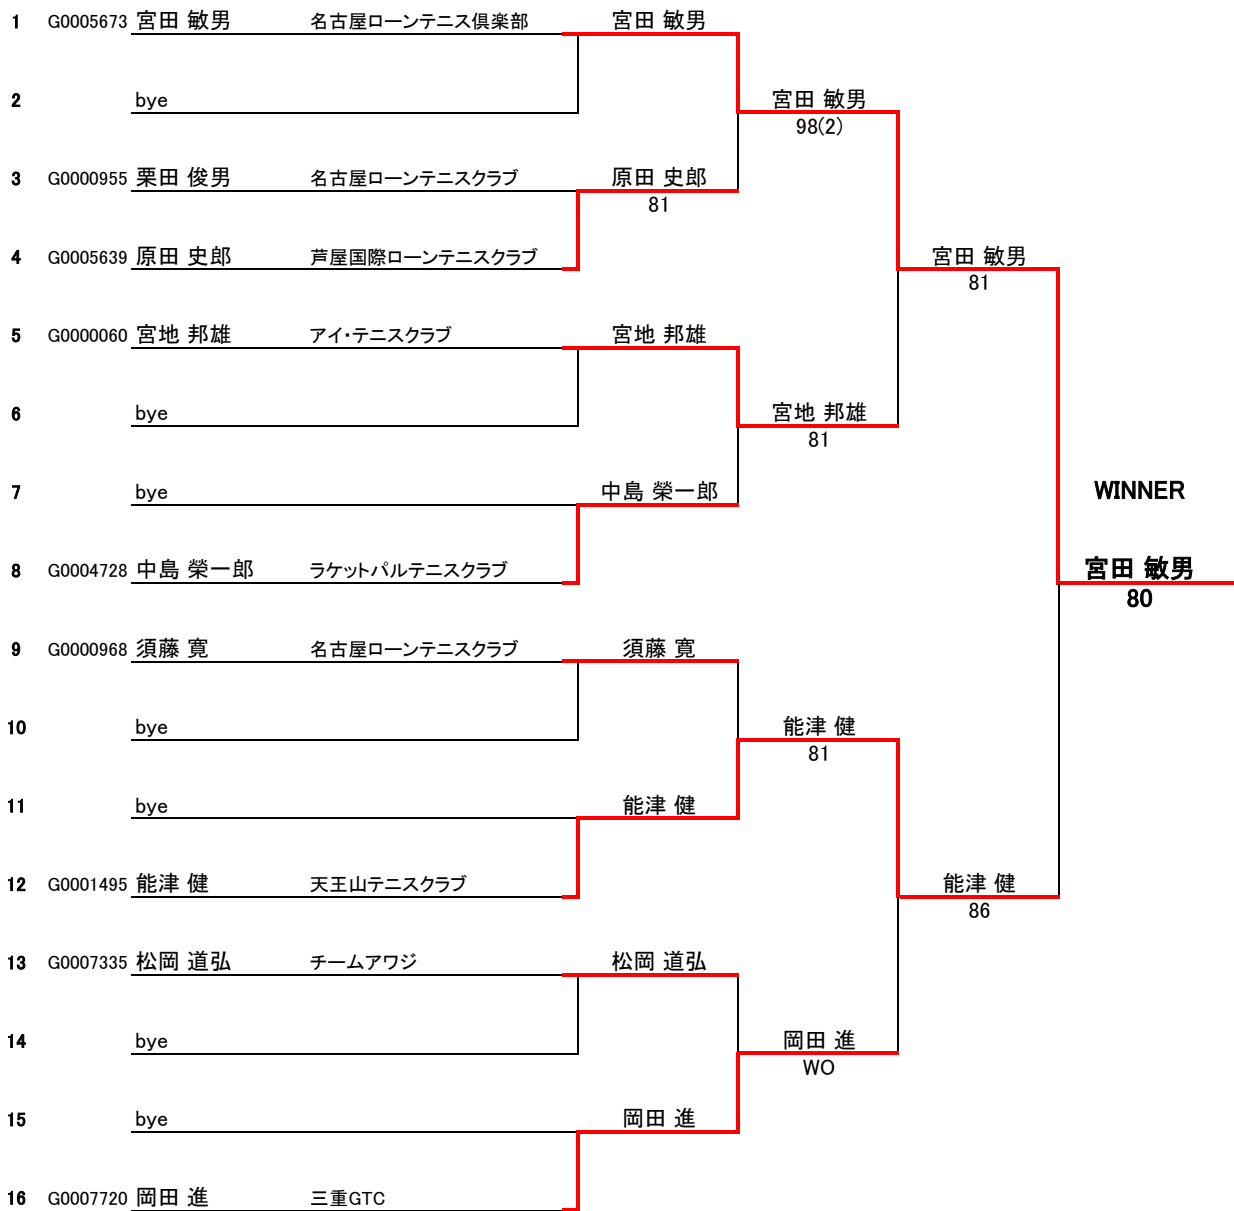 1 G0005673 宮田 敏男 名古屋ローンテニス倶楽部 宮田 敏男
2 bye 宮田 敏男
98(2)
3 G0000955 栗田 俊男 名古屋ローンテニスクラブ 原田 史郎
81
4 G0005639 原田 史郎 芦屋国際ローンテニスクラブ 宮田 敏男
81
5 G0000060 宮地 邦雄 アイ・テニスクラブ 宮地 邦雄
6 bye 宮地 邦雄
81
7 bye 中島 榮一郎 WINNER
8 G0004728 中島 榮一郎 ラケットパルテニスクラブ 宮田 敏男
80
9 G0000968 須藤 寛 名古屋ローンテニスクラブ 須藤 寛
10 bye 能津 健
81
11 bye 能津 健
12 G0001495 能津 健 天王山テニスクラブ 能津 健
86
13 G0007335 松岡 道弘 チームアワジ 松岡 道弘
14 bye 岡田 進
WO
15 bye 岡田 進
16 G0007720 岡田 進 三重GTC